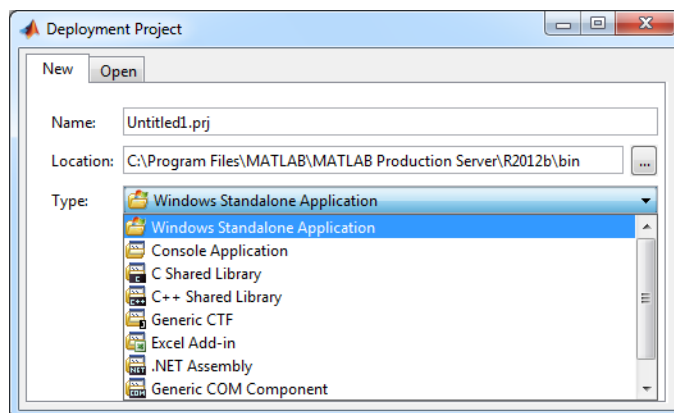 Deployment Project
New Open
Name: Untitled1.prj
Location: C:\Program Files\MATLAB\MATLAB Production Server\R2012b\bin ...
Type: Windows Standalone Application
Windows Standalone Application
Console Application
C Shared Library
C++ Shared Library
Generic CTF
Excel Add-in
.NET Assembly
Generic COM Component